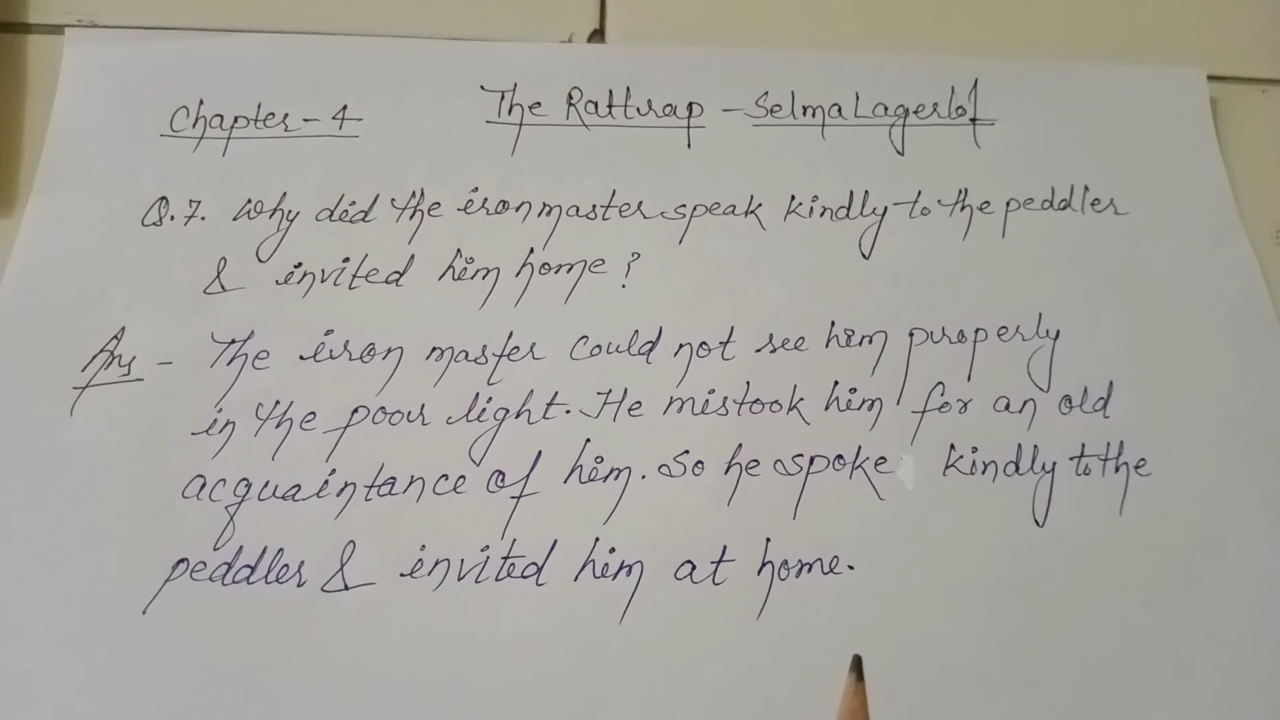 Chapter-4 The Rattrap - Selma Lagerlof
Q.7. Why did the ironmaster speak kindly to the peddler
& invited him home?
Ans - The iron master could not see him properly
in the poor light. He mistook him for an old
acquaintance of him. So he spoke kindly to the
peddler & invited him at home.